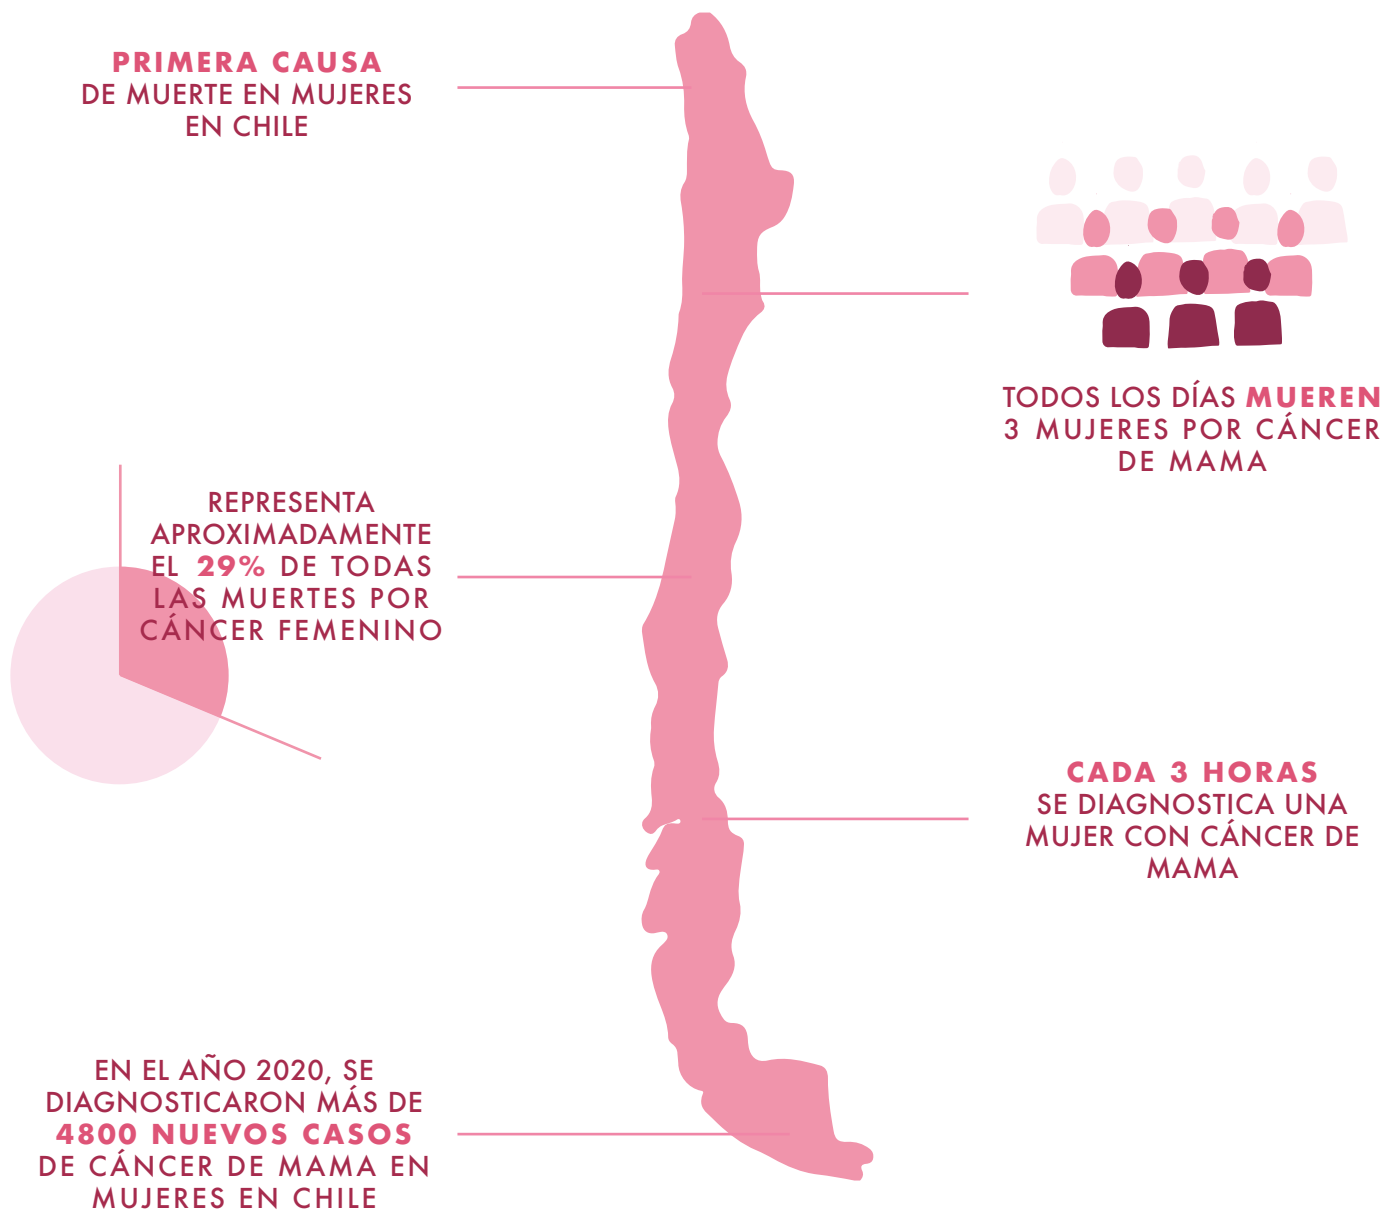 PRIMERA CAUSA
DE MUERTE EN MUJERES
EN CHILE
TODOS LOS DÍAS MUEREN
3 MUJERES POR CÁNCER
DE MAMA
REPRESENTA
APROXIMADAMENTE
EL 29% DE TODAS
LAS MUERTES POR
CÁNCER FEMENINO
CADA 3 HORAS
SE DIAGNOSTICA UNA
MUJER CON CÁNCER DE
MAMA
EN EL AÑO 2020, SE
DIAGNOSTICARON MÁS DE
4800 NUEVOS CASOS
DE CÁNCER DE MAMA EN
MUJERES EN CHILE